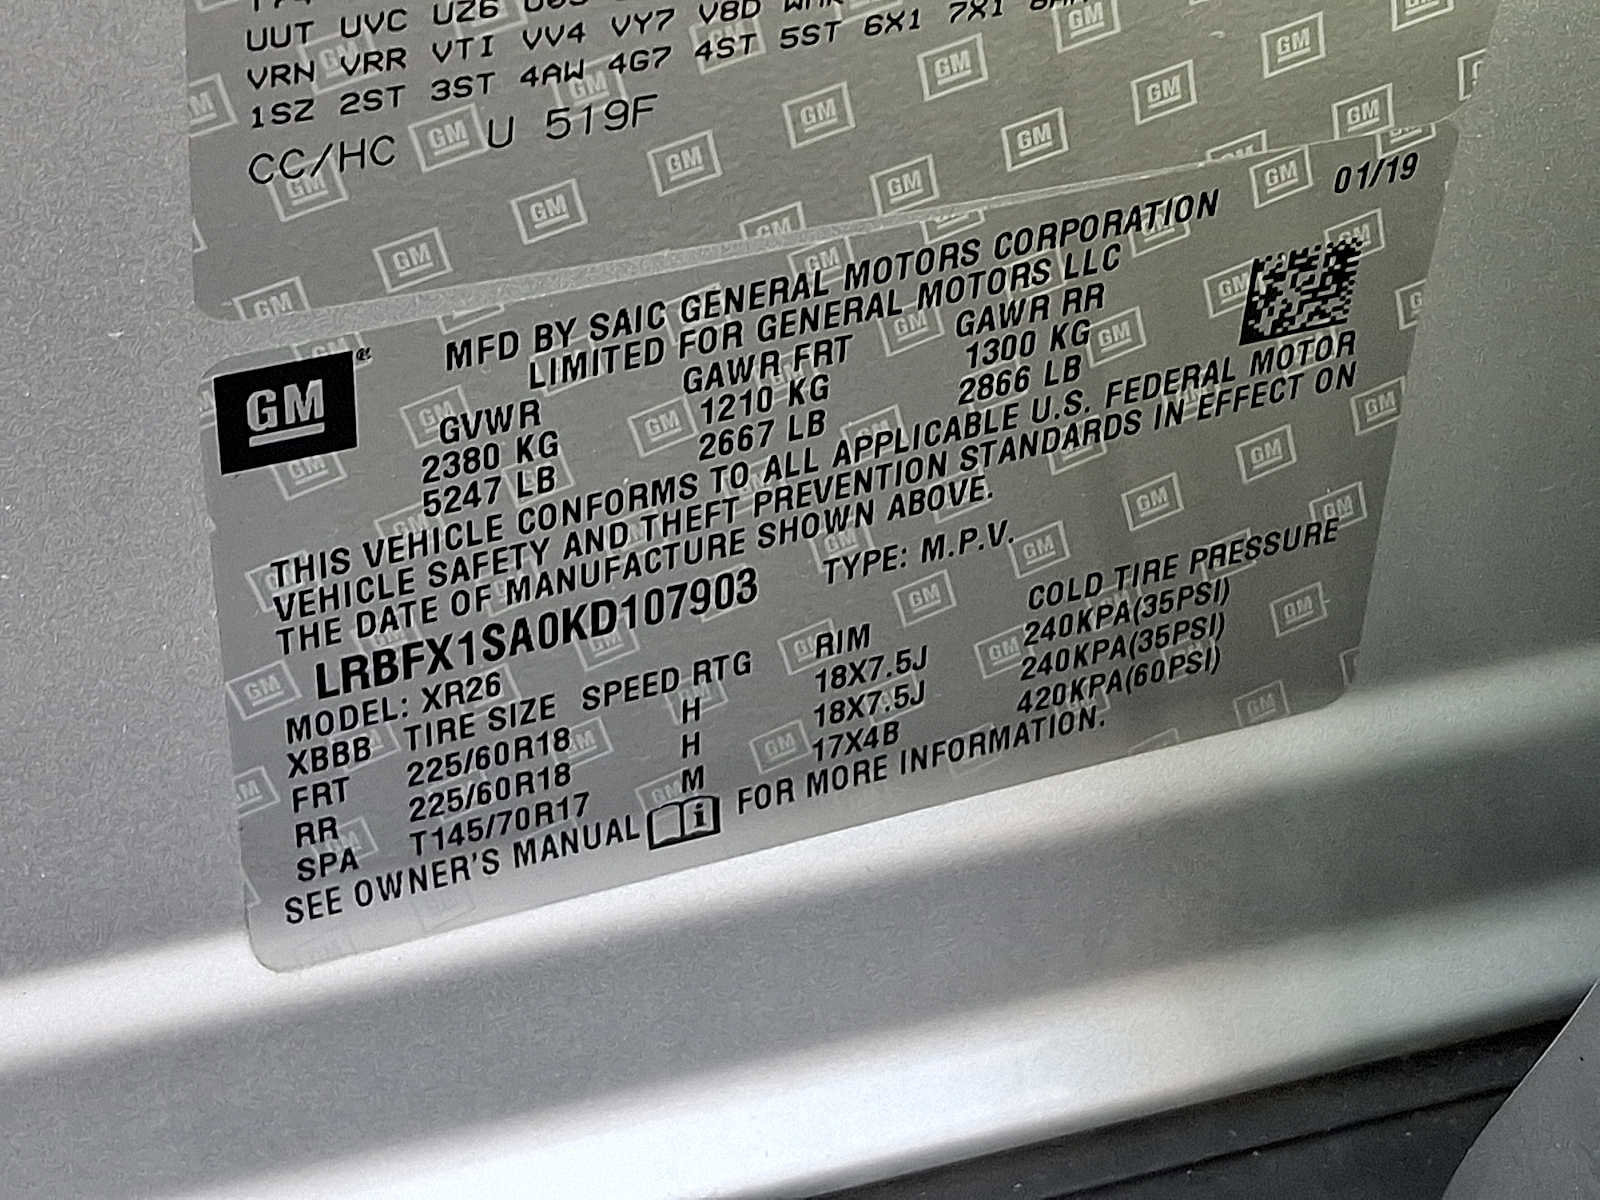 UUT UVC UZ6
VRN VRR VTI VV4 VY7 V8D
1SZ 2ST 3ST 4AW 4G7 4ST 5ST 6X1 7X1
CC/HC U 519F
01/19
MFD BY SAIC GENERAL MOTORS CORPORATION
LIMITED FOR GENERAL MOTORS LLC
GM
GVWR GAWR FRT GAWR RR
2380 KG 1210 KG 1300 KG
5247 LB 2667 LB 2866 LB
THIS VEHICLE CONFORMS TO ALL APPLICABLE U.S. FEDERAL MOTOR
VEHICLE SAFETY AND THEFT PREVENTION STANDARDS IN EFFECT ON
THE DATE OF MANUFACTURE SHOWN ABOVE.
LRBFX1SA0KD107903 TYPE: M.P.V.
MODEL: XR26
XBBB TIRE SIZE SPEED RTG RIM COLD TIRE PRESSURE
FRT 225/60R18 H 18X7.5J 240KPA(35PSI)
RR 225/60R18 H 18X7.5J 240KPA(35PSI)
SPA T145/70R17 M 17X4B 420KPA(60PSI)
SEE OWNER'S MANUAL i FOR MORE INFORMATION.